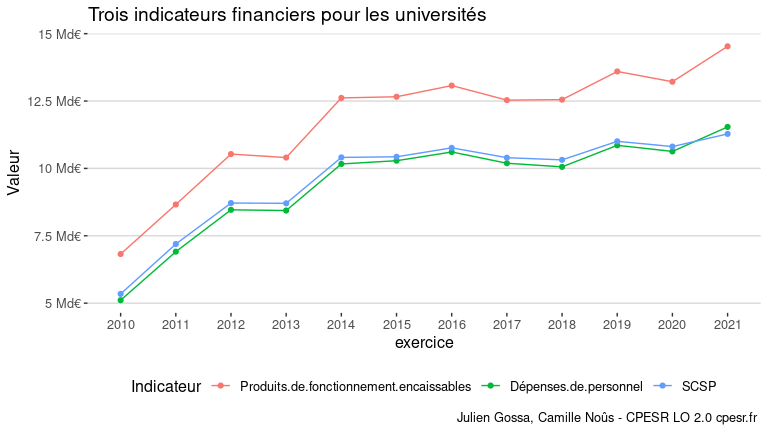 Trois indicateurs financiers pour les universités
15 Md€
12.5 Md€
10 Md€
7.5 Md€
5 Md€
Valeur
2010 2011 2012 2013 2014 2015 2016 2017 2018 2019 2020 2021
exercice
Indicateur Produits.de.fonctionnement.encaissables Dépenses.de.personnel SCSP
Julien Gossa, Camille Noûs - CPESR LO 2.0 cpesr.fr